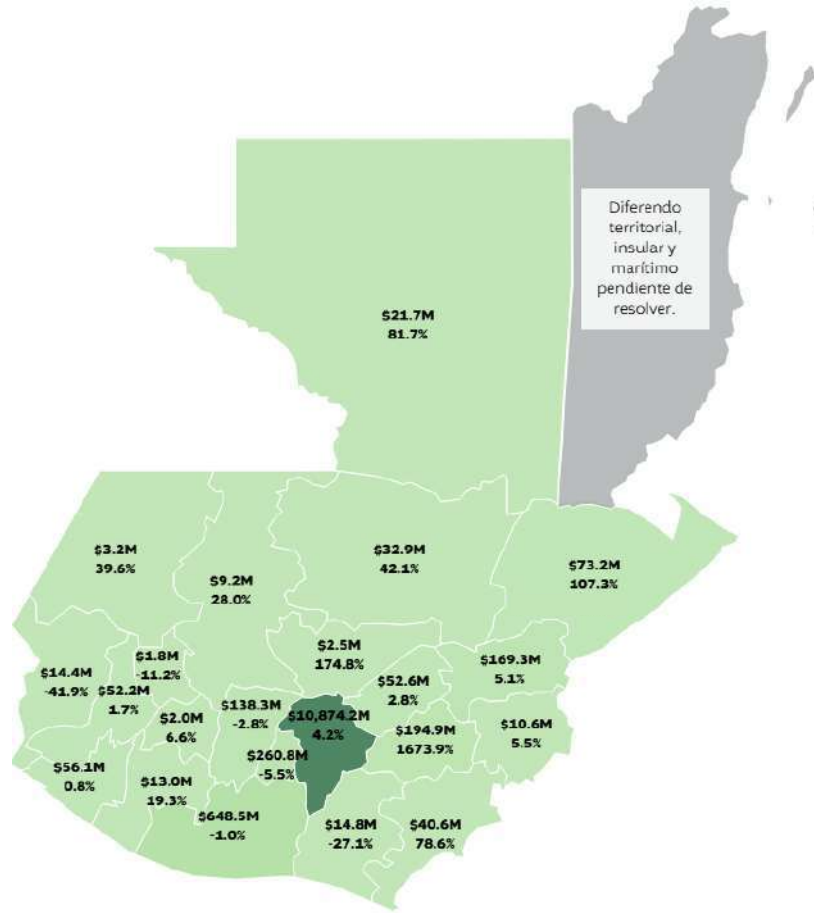 Diferendo
territorial,
insular y
marítimo
pendiente de
resolver.
$21.7M
81.7%
$3.2M
39.6%
$9.2M
28.0%
$32.9M
42.1%
$73.2M
107.3%
$14.4M
-41.9%
$1.8M
-11.2%
$52.2M
1.7%
$2.0M
6.6%
$138.3M
-2.8%
$2.5M
174.8%
$52.6M
2.8%
$169.3M
5.1%
$10,874.2M
4.2%
$194.9M
1673.9%
$10.6M
5.5%
$260.8M
-5.5%
$56.1M
0.8%
$13.0M
19.3%
$648.5M
-1.0%
$14.8M
-27.1%
$40.6M
78.6%